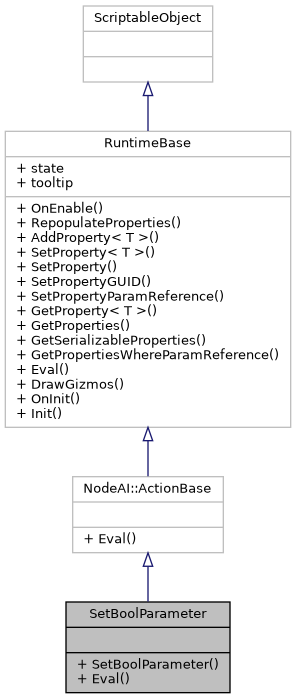 ScriptableObject
RuntimeBase
+ state
+ tooltip
+ OnEnable()
+ RepopulateProperties()
+ AddProperty< T >()
+ SetProperty< T >()
+ SetProperty()
+ SetPropertyGUID()
+ SetPropertyParamReference()
+ GetProperty< T >()
+ GetProperties()
+ GetSerializableProperties()
+ GetPropertiesWhereParamReference()
+ Eval()
+ DrawGizmos()
+ OnInit()
+ Init()
NodeAI::ActionBase
+ Eval()
SetBoolParameter
+ SetBoolParameter()
+ Eval()